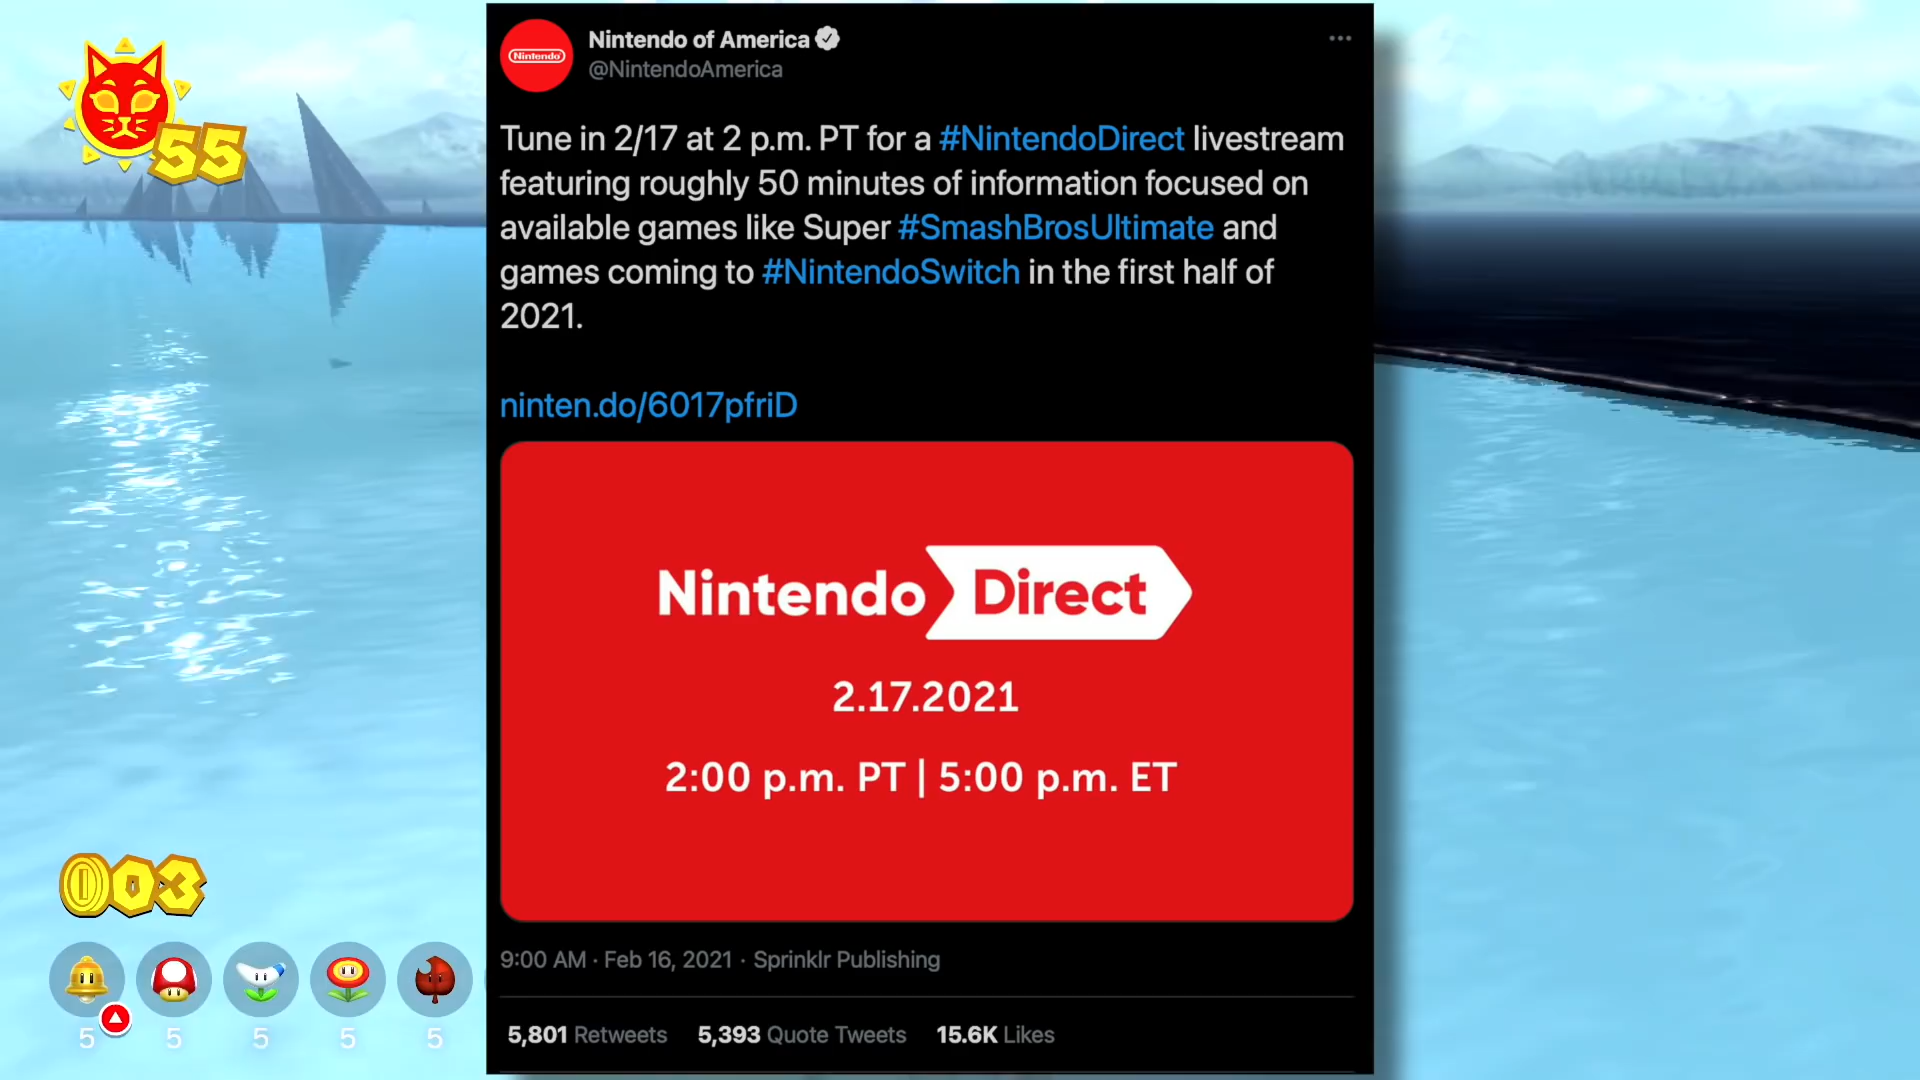 55
Nintendo
Nintendo of America
@NintendoAmerica
Tune in 2/17 at 2 p.m. PT for a #NintendoDirect livestream
featuring roughly 50 minutes of information focused on
available games like Super #SmashBrosUltimate and
games coming to #NintendoSwitch in the first half of
2021.
ninten.do/6017pfriD
Nintendo Direct
2.17.2021
2:00 p.m. PT | 5:00 p.m. ET
9:00 AM · Feb 16, 2021 · Sprinklr Publishing
5,801 Retweets 5,393 Quote Tweets 15.6K Likes
03
5 5 5 5 5